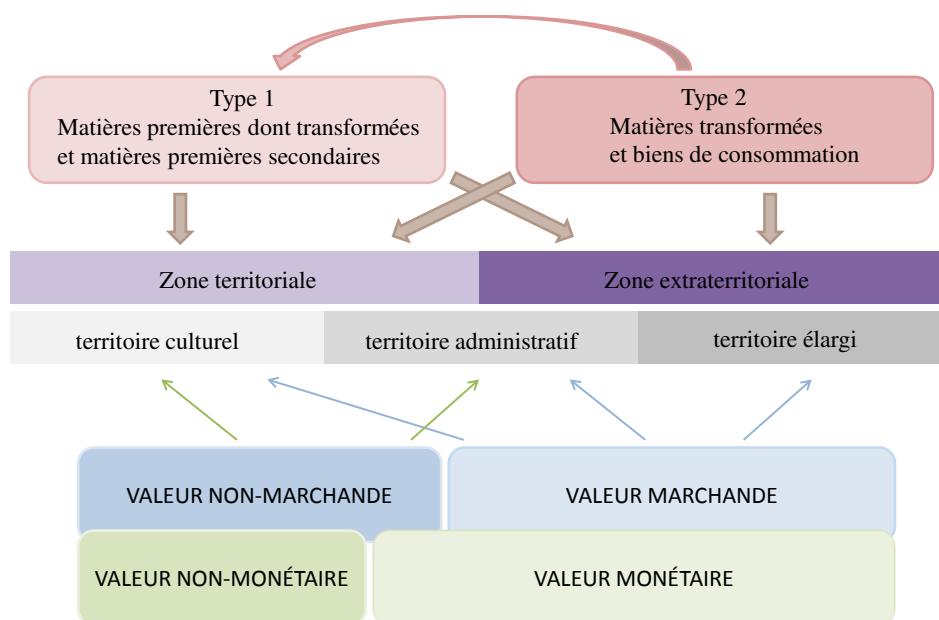 Type 1
Matières premières dont transformées
et matières premières secondaires
Type 2
Matières transformées
et biens de consommation
Zone territoriale
Zone extraterritoriale
territoire culturel
territoire administratif
territoire élargi
VALEUR NON-MARCHANDE
VALEUR MARCHANDE
VALEUR NON-MONÉTAIRE
VALEUR MONÉTAIRE